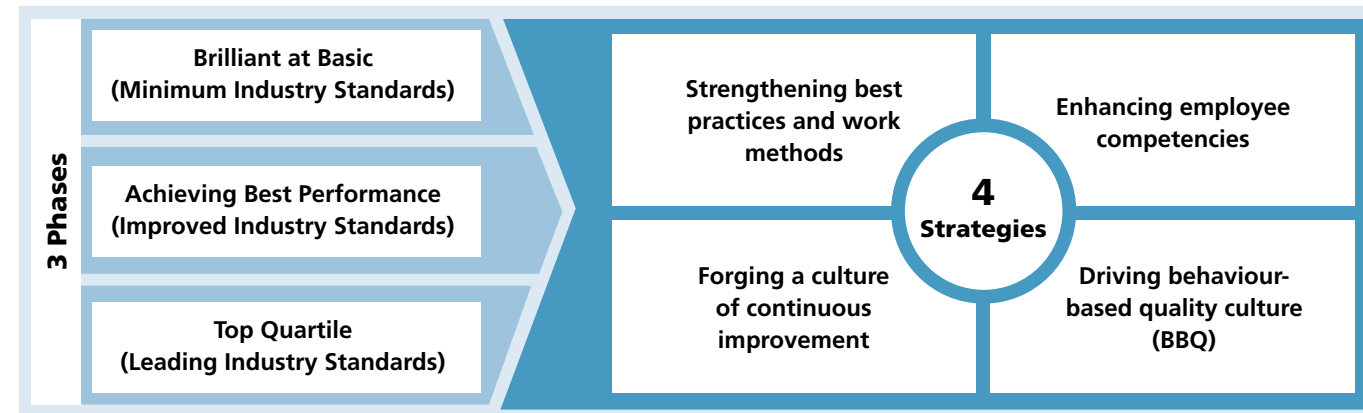 3 Phases
Brilliant at Basic
(Minimum Industry Standards)
Achieving Best Performance
(Improved Industry Standards)
Top Quartile
(Leading Industry Standards)
Strengthening best
practices and work
methods
Enhancing employee
competencies
4
Strategies
Forging a culture
of continuous
improvement
Driving behaviour-
based quality culture
(BBQ)